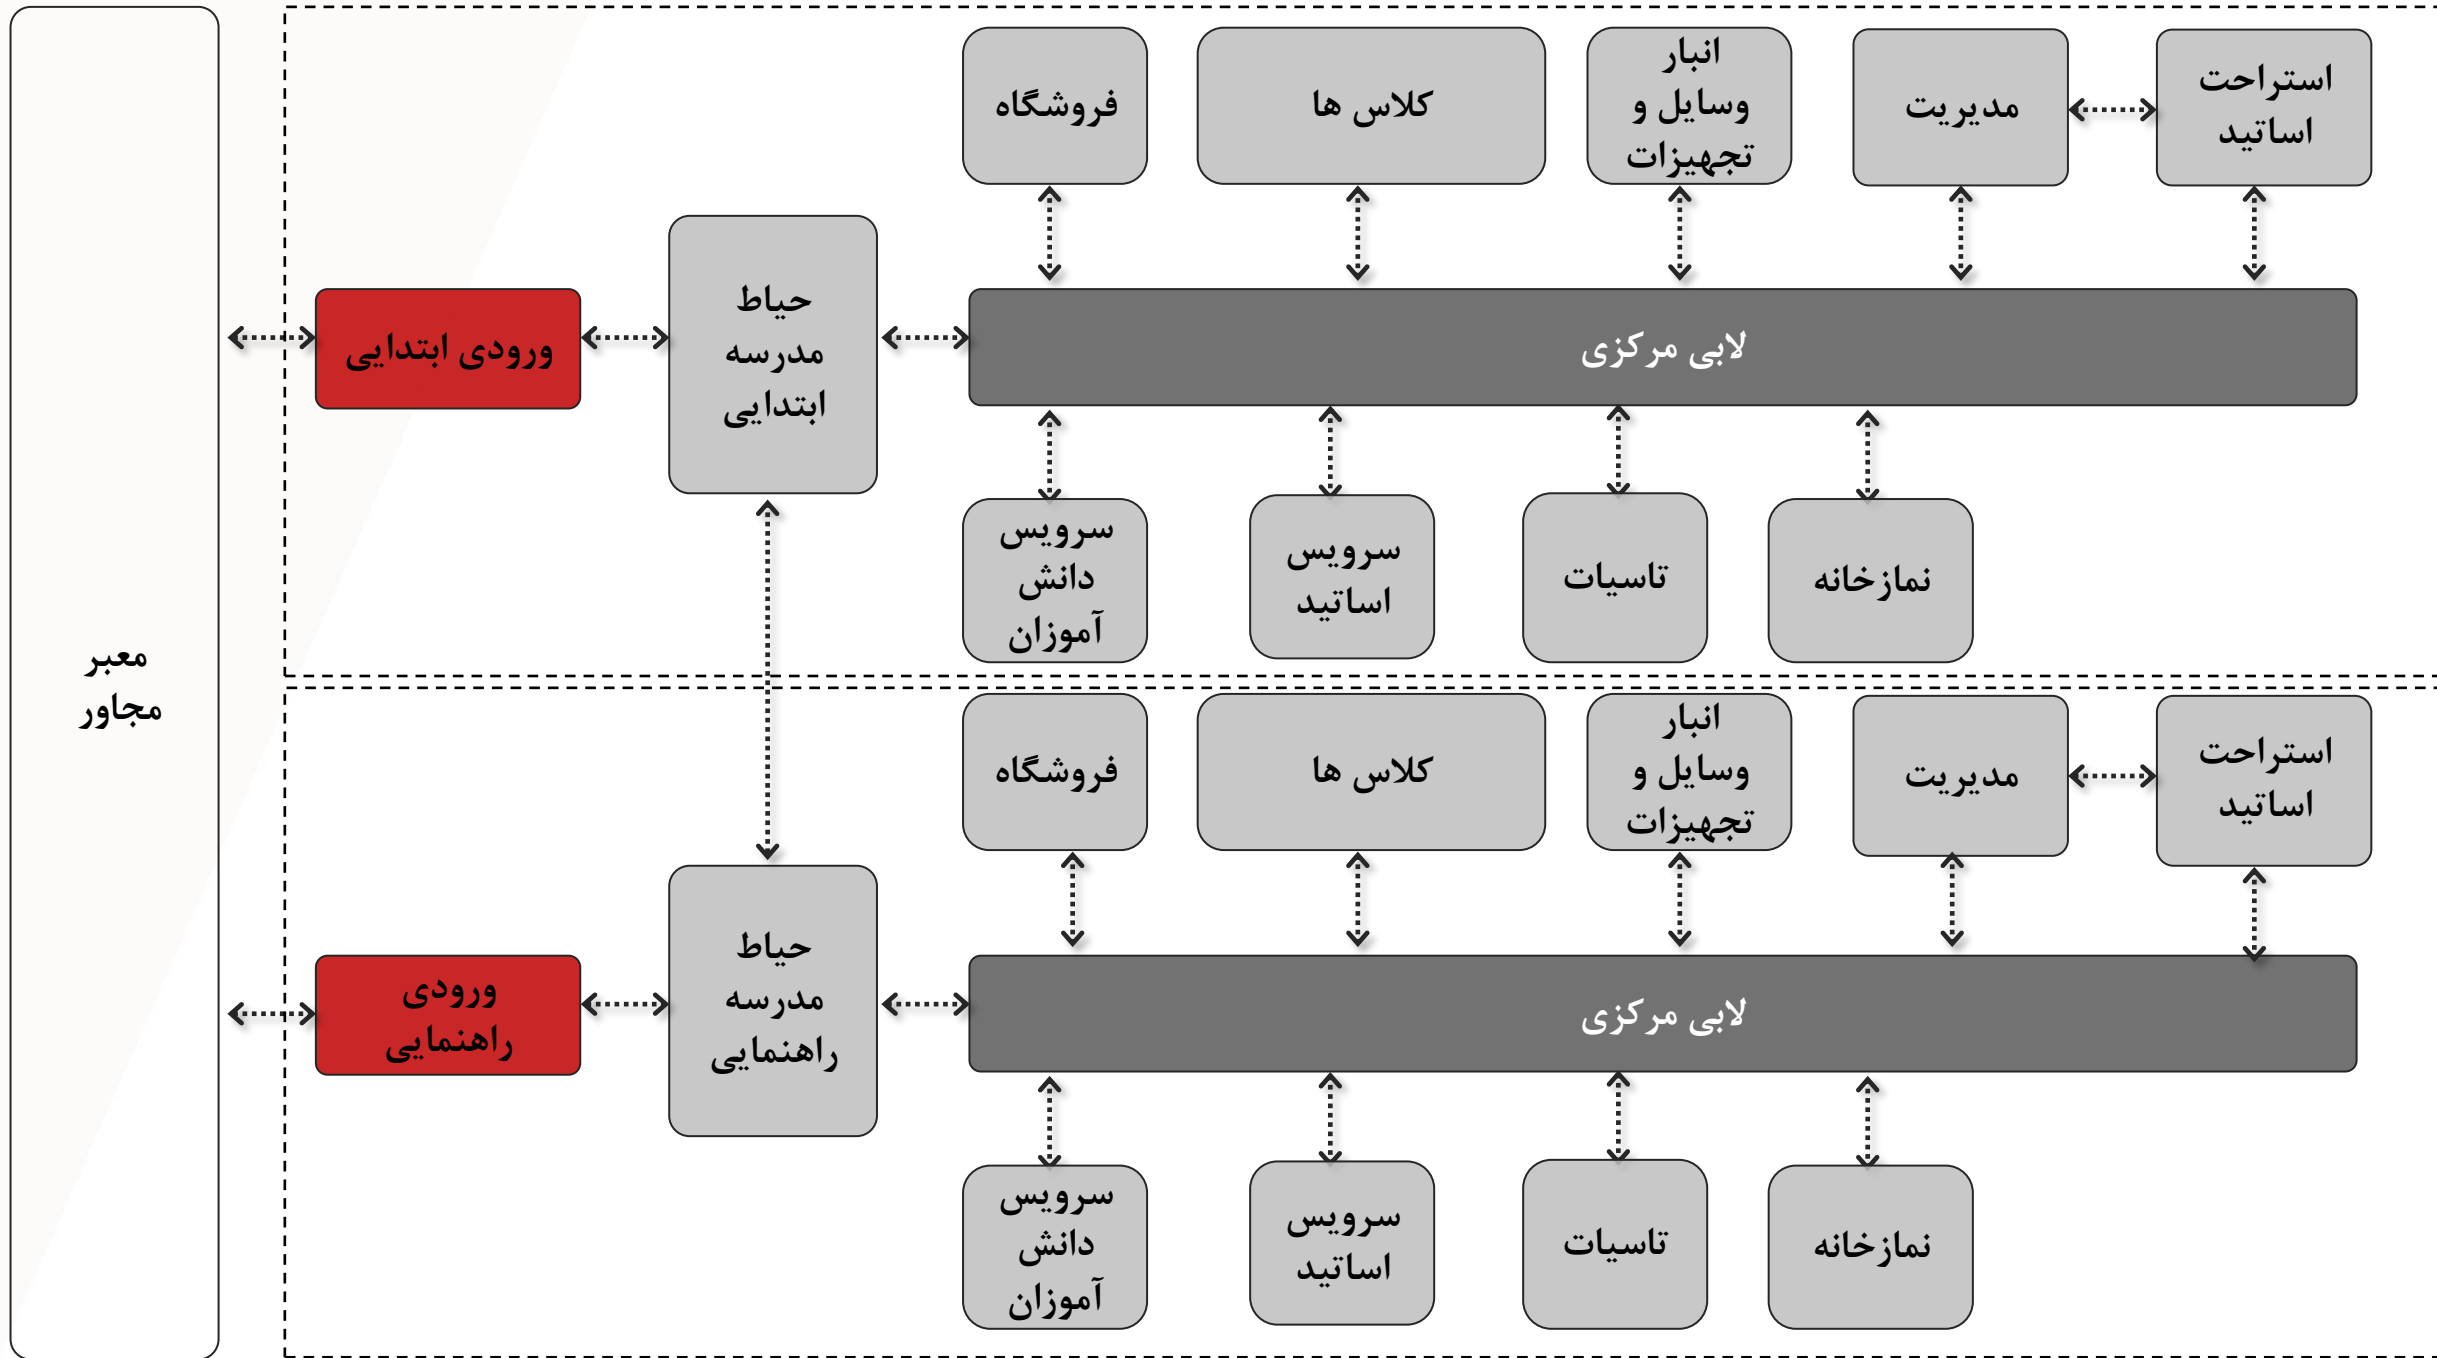 استراحت
اساتید
مدیریت
انبار
وسایل و
تجهیزات
کلاس ها
فروشگاه
لابی مرکزی
حیاط
مدرسه
ابتدایی
ورودی ابتدایی
نمازخانه
تاسیات
سرویس
اساتید
سرویس
دانش
آموزان
معبر
مجاور
استراحت
اساتید
مدیریت
انبار
وسایل و
تجهیزات
کلاس ها
فروشگاه
لابی مرکزی
حیاط
مدرسه
راهنمایی
ورودی
راهنمایی
نمازخانه
تاسیات
سرویس
اساتید
سرویس
دانش
آموزان